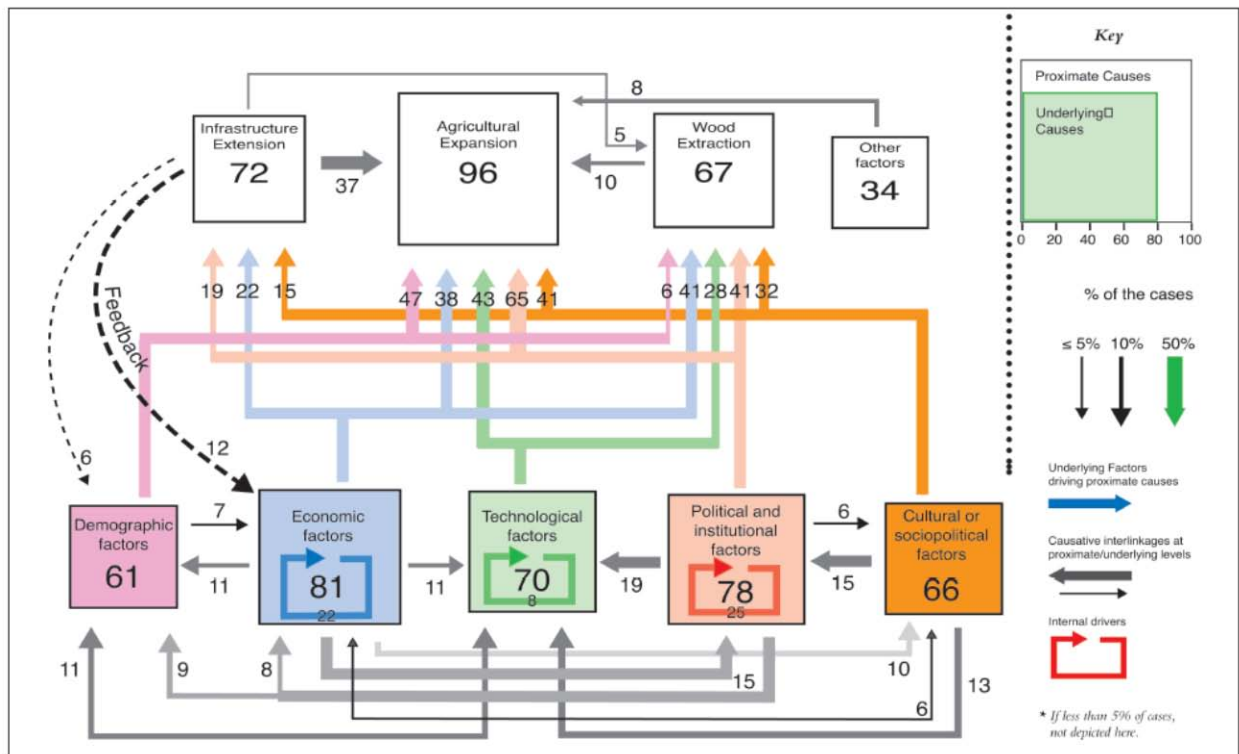 Key
Proximate Causes
Underlying□
Causes
0 20 40 60 80 100
% of the cases
≤ 5% 10% 50%
Underlying Factors
driving proximate causes
Causative interlinkages at
proximate/underlying levels
Internal drivers
* If less than 5% of cases,
not depicted here.
8
Infrastructure
Extension
72
37
Agricultural
Expansion
96
5
10
Wood
Extraction
67
Other
factors
34
19 22 15 47 38 43 65 41 6 41 28 41 32
Feedback
6
12
7
6
Demographic
factors
61
11
Economic
factors
81
22
11
Technological
factors
70
8
19
Political and
institutional
factors
78
25
15
Cultural or
sociopolitical
factors
66
11
9
8
15
10
6
13